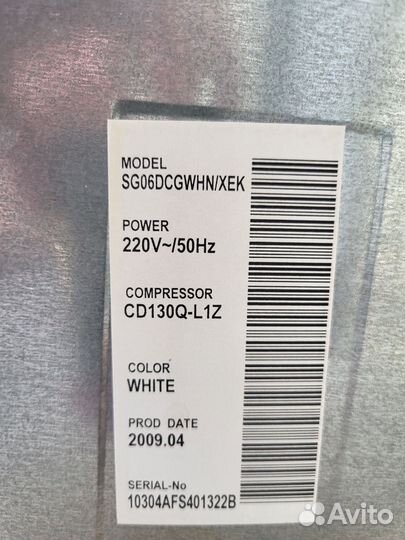 MODEL
SG06DCGWHN/XEK
POWER
220V~/50Hz
COMPRESSOR
CD130Q-L1Z
COLOR
WHITE
PROD DATE
2009.04
SERIAL-No
10304AFS401322B
Avito